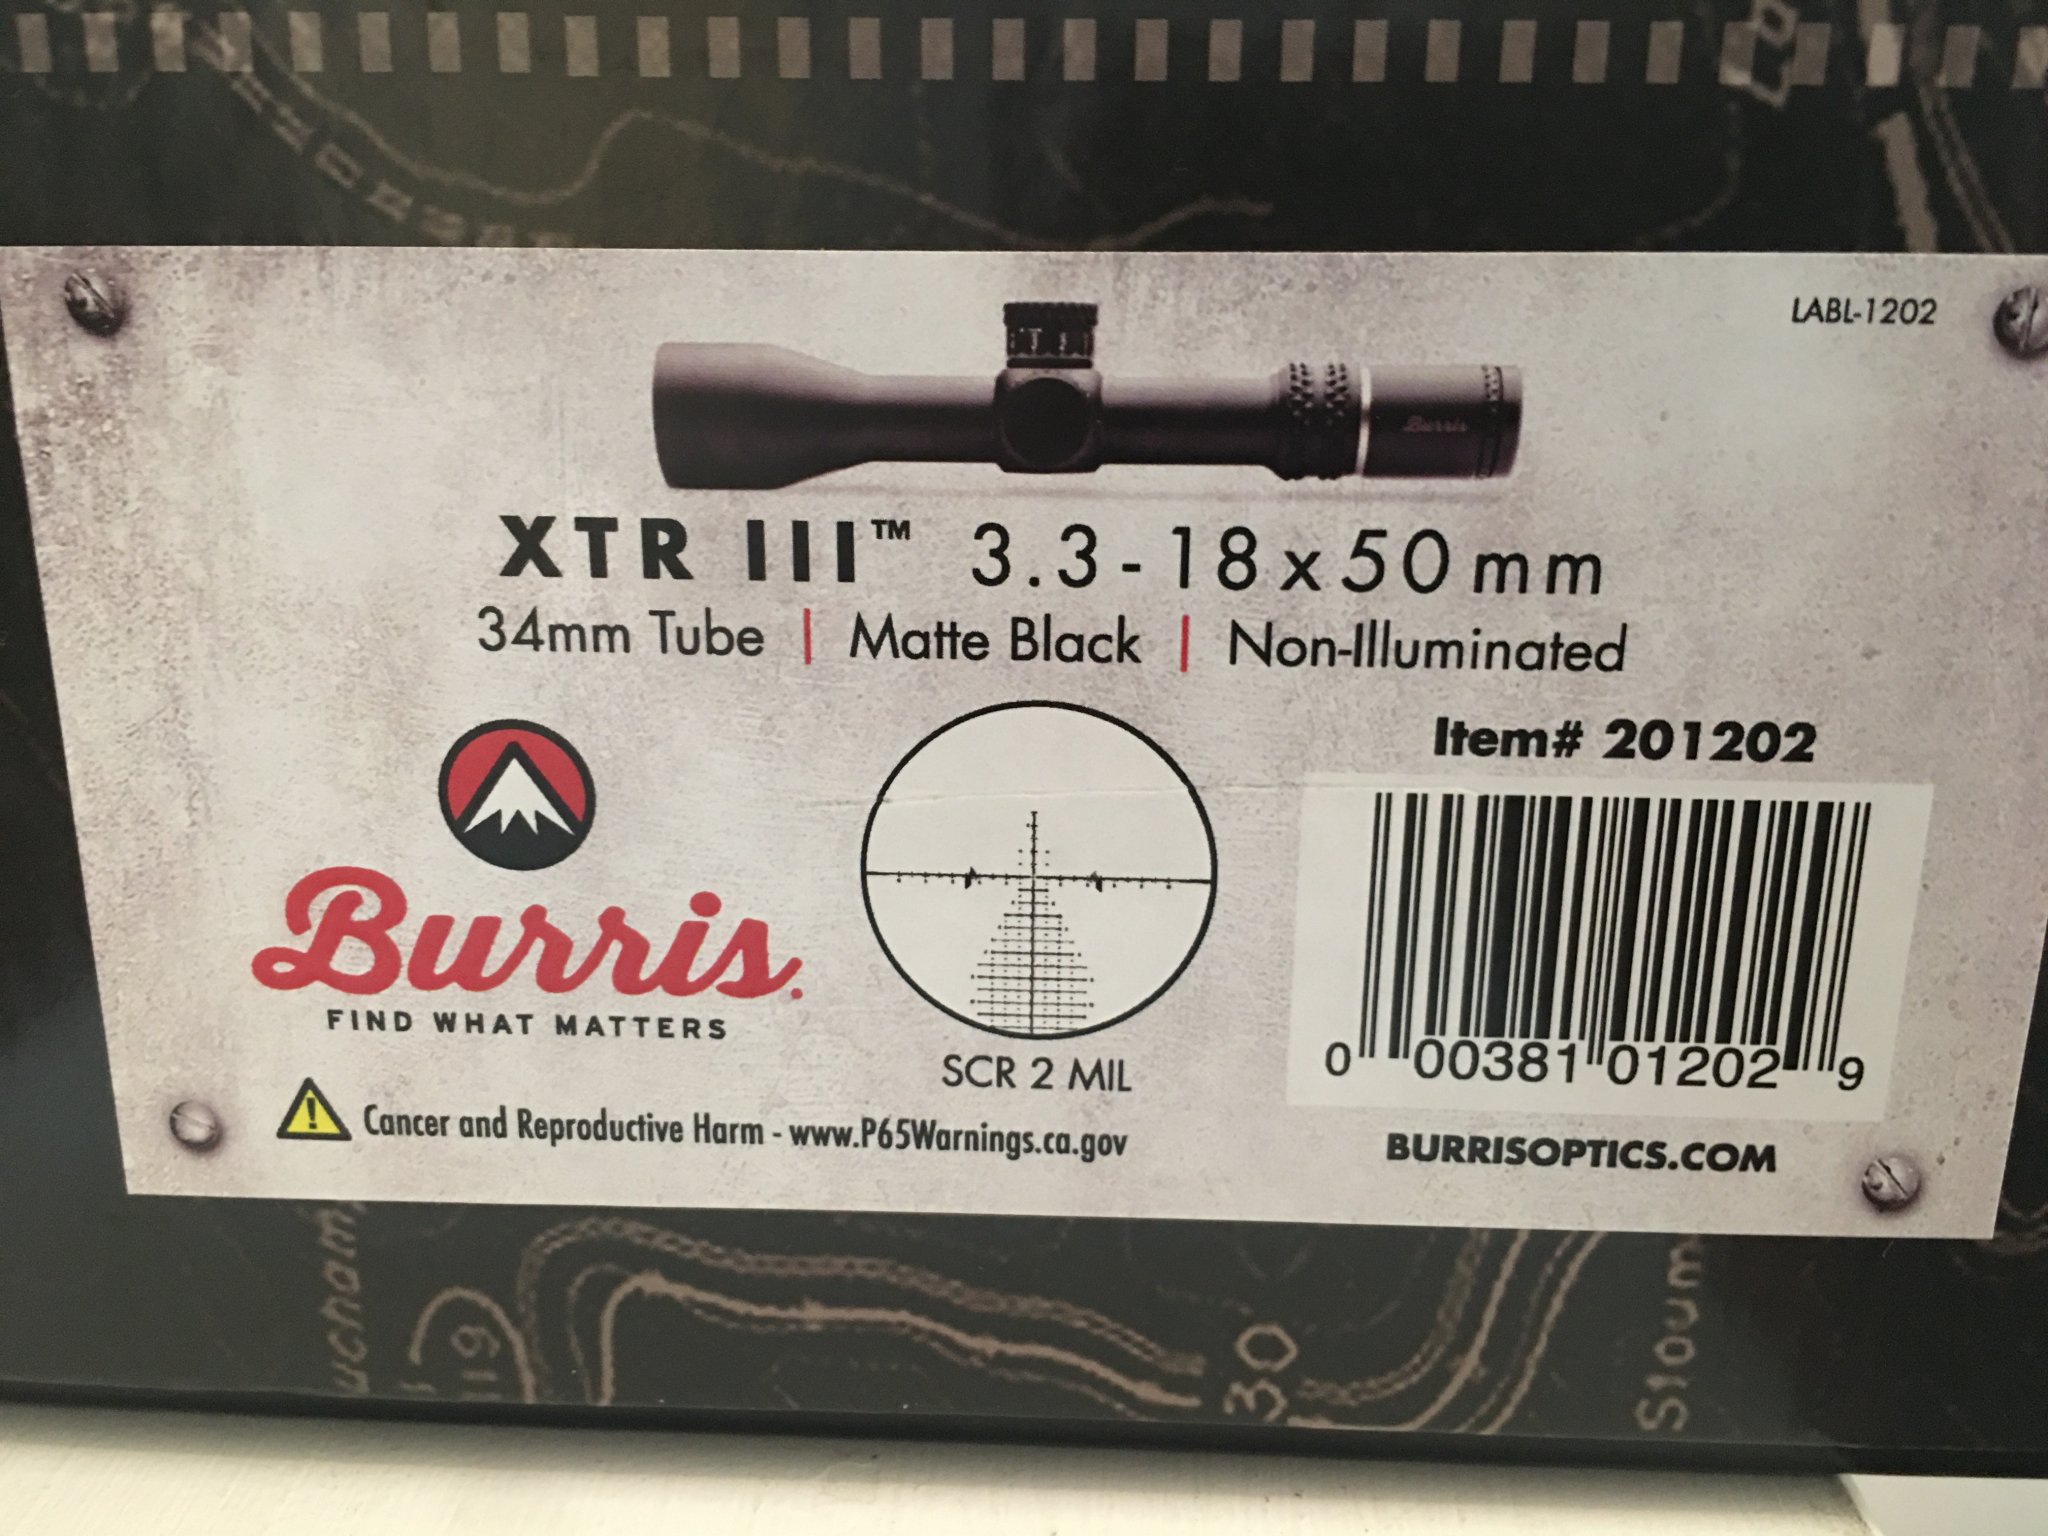 LABL-1202
Burris
XTR III™ 3.3-18x50mm
34mm Tube | Matte Black | Non-Illuminated
Item# 201202
Burris.
FIND WHAT MATTERS
SCR 2 MIL
0 00381 01202 9
Cancer and Reproductive Harm - www.P65Warnings.ca.gov
BURRISOPTICS.COM
119
30